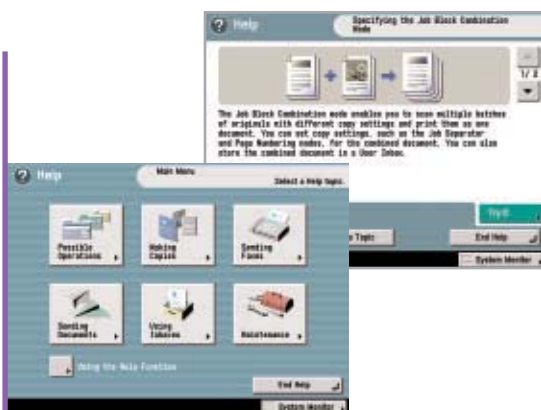 Help
Specifying the Job Block Combination
Mode
1/ 2
The Job Block Combination mode enables you to scan multiple batches
of originals with different copy settings and print them as one
document. You can set copy settings, such as the Job Separator
and Page Numbering modes, for the combined document. You can also
store the combined document in a User Inbox.
Topic
Try it
End Help
System Monitor
Help
Main Menu
Select a Help topic.
Possible
Operations
Making
Copies
Sending
Faxes
Sending
Documents
Using
Inboxes
Maintenance
Using the Help Function
End Help
System Monitor